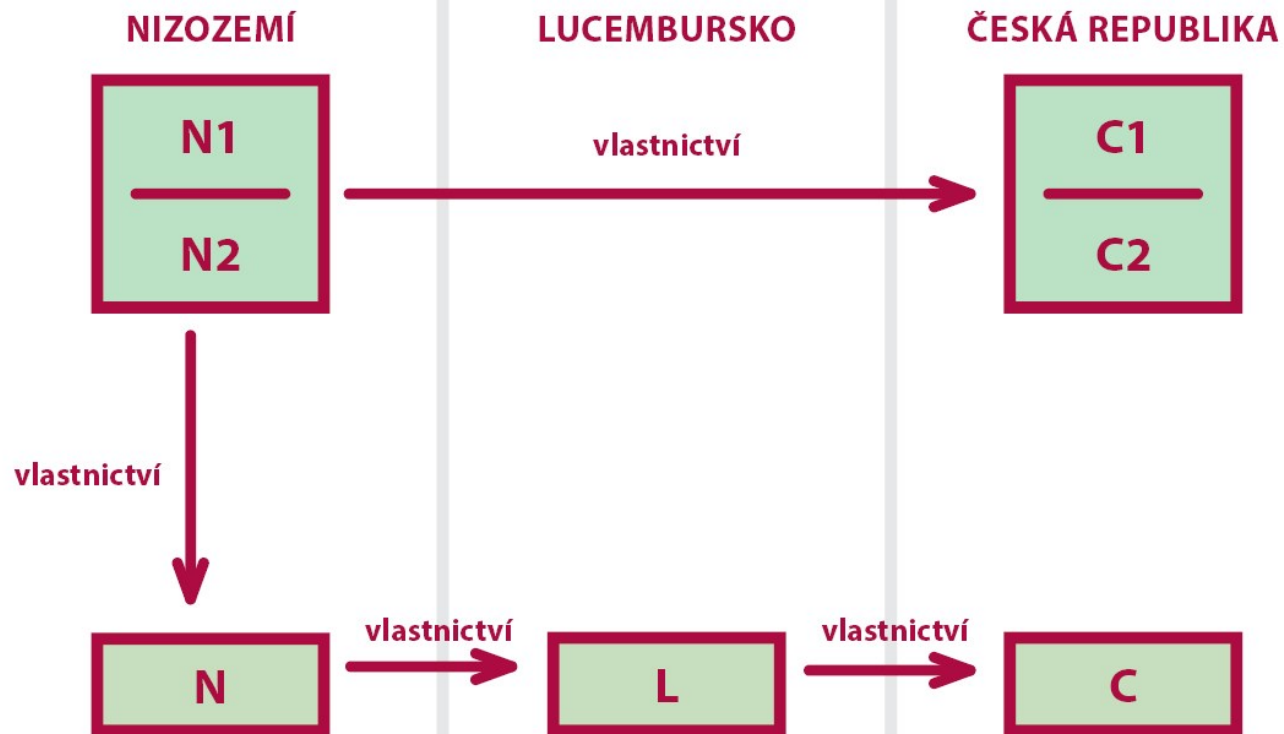 NIZOZEMÍ
LUCEMBURSKO
ČESKÁ REPUBLIKA
N1
N2
vlastnictví
C1
C2
vlastnictví
N
vlastnictví
L
vlastnictví
C